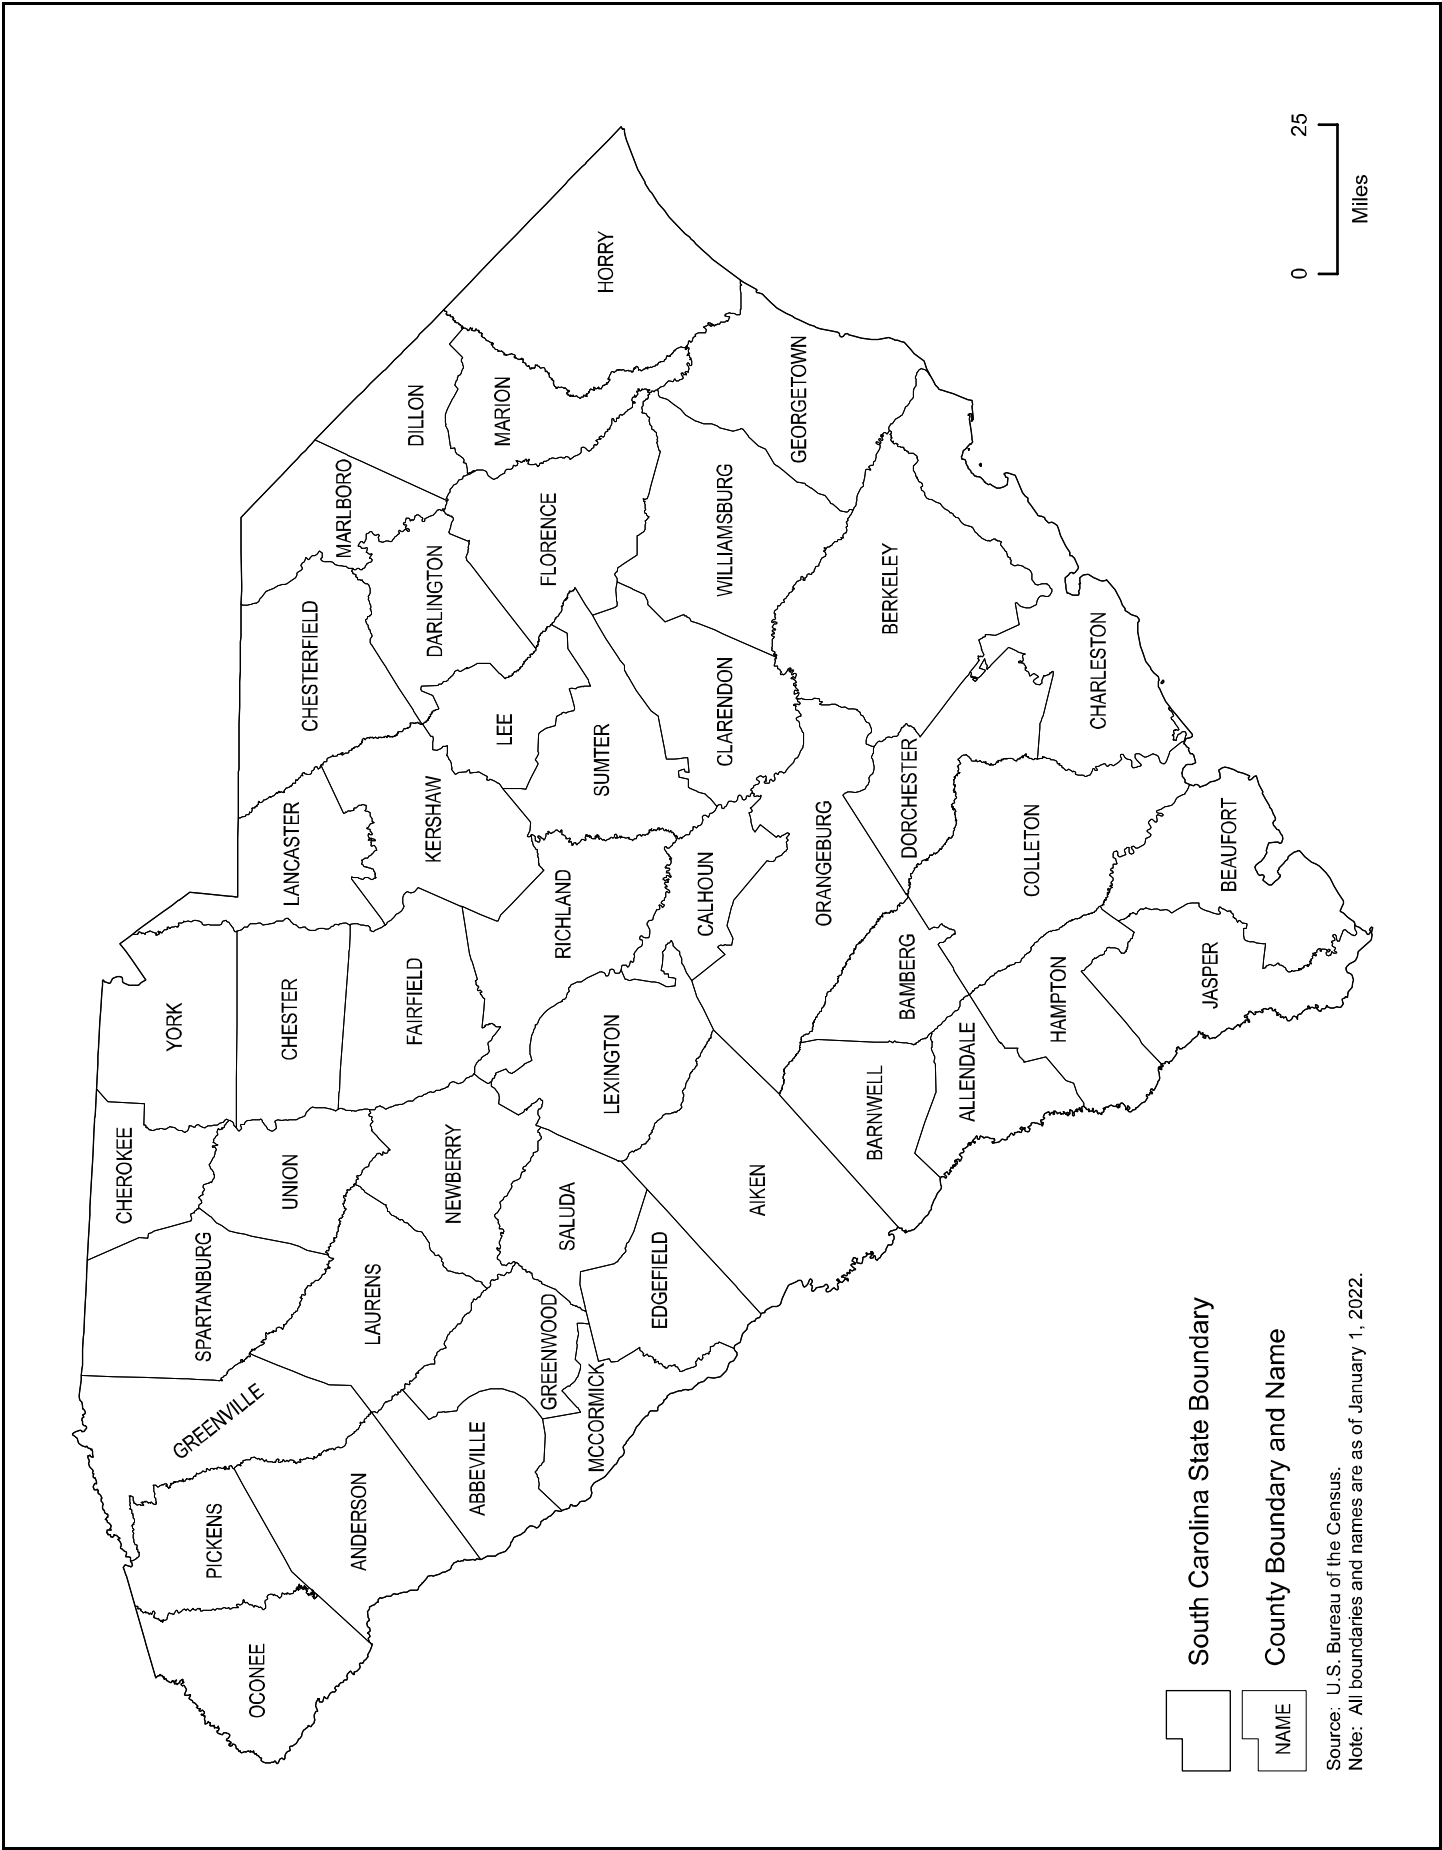 CHEROKEE
YORK
SPARTANBURG
GREENVILLE
PICKENS
OCONEE
UNION
CHESTER
LANCASTER
CHESTERFIELD
MARLBORO
DILLON
ANDERSON
LAURENS
NEWBERRY
FAIRFIELD
KERSHAW
DARLINGTON
LEE
MARION
HORRY
ABBEVILLE
GREENWOOD
SALUDA
RICHLAND
SUMTER
FLORENCE
MCCORMICK
EDGEFIELD
LEXINGTON
CALHOUN
CLARENDON
WILLIAMSBURG
GEORGETOWN
AIKEN
ORANGEBURG
BARNWELL
BAMBERG
DORCHESTER
BERKELEY
ALLENDALE
HAMPTON
COLLETON
CHARLESTON
JASPER
BEAUFORT
South Carolina State Boundary
NAME
County Boundary and Name
Source: U.S. Bureau of the Census.
Note: All boundaries and names are as of January 1, 2022.
0 25
Miles